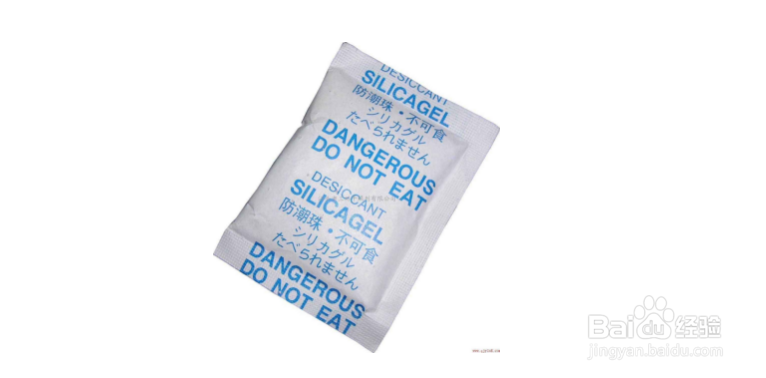 DESICCANT
SILICAGEL
防潮珠・不可食
シリカグル
たべられません
DANGEROUS
DO NOT EAT
DESICCANT
SILICAGEL
防潮珠・不可食
シリカグル
たべられません
DANGEROUS
DO NOT EAT
Baidu经验
jingyan.baidu.com